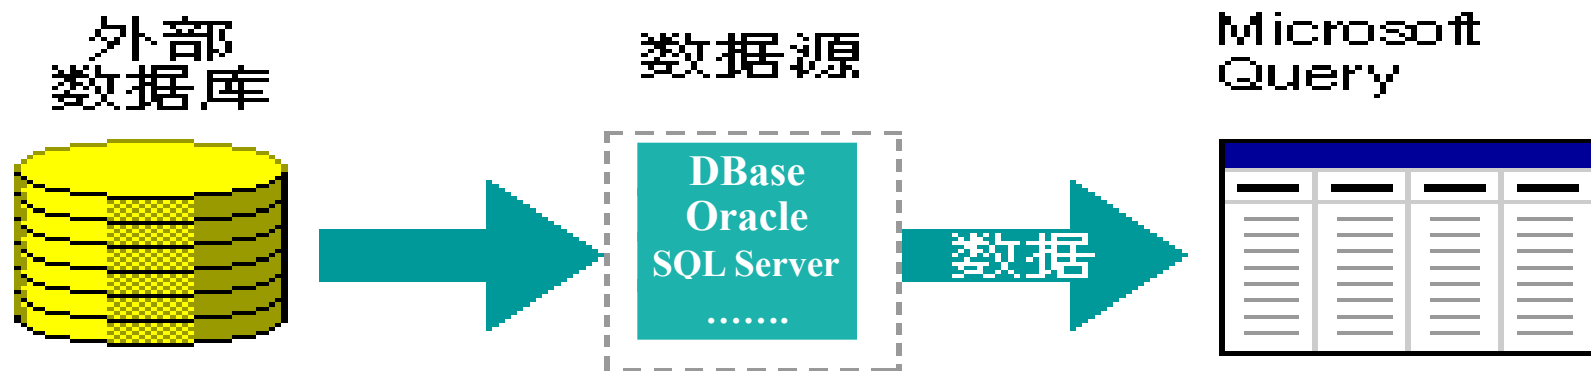 外部
数据库
数据源
Microsoft
Query
DBase
Oracle
SQL Server
.......
数据